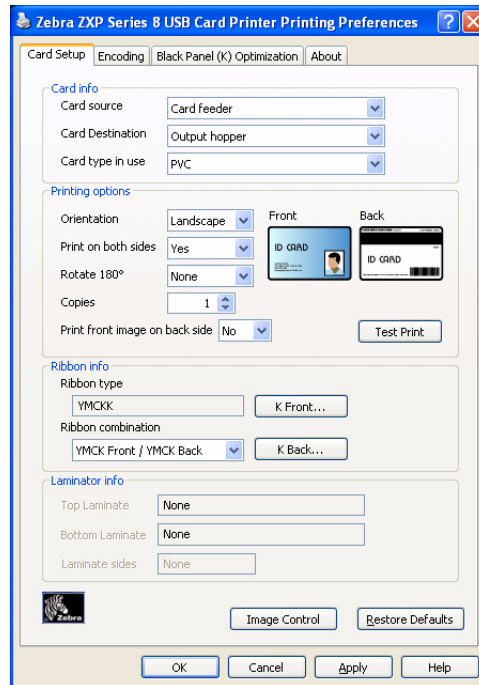 Zebra ZXP Series 8 USB Card Printer Printing Preferences
Card Setup Encoding Black Panel (K) Optimization About
Card info
Card source Card feeder
Card Destination Output hopper
Card type in use PVC
Printing options
Orientation Landscape Front Back
Print on both sides Yes
ID CARD ID CARD
Rotate 180° None
Copies 1
Print front image on back side No Test Print
Ribbon info
Ribbon type
YMCKK K Front...
Ribbon combination
YMCK Front / YMCK Back K Back...
Laminator info
Top Laminate None
Bottom Laminate None
Laminate sides None
Zebra
Image Control Restore Defaults
OK Cancel Apply Help